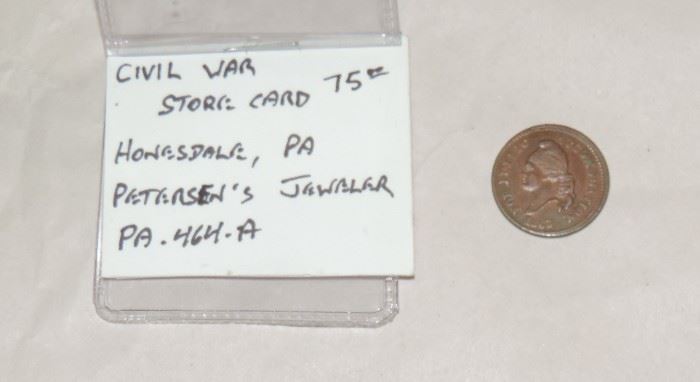 CIVIL WAR 75¢
STORE CARD
HONESDALE, PA
PETERSEN'S JEWELER
PA.464-A